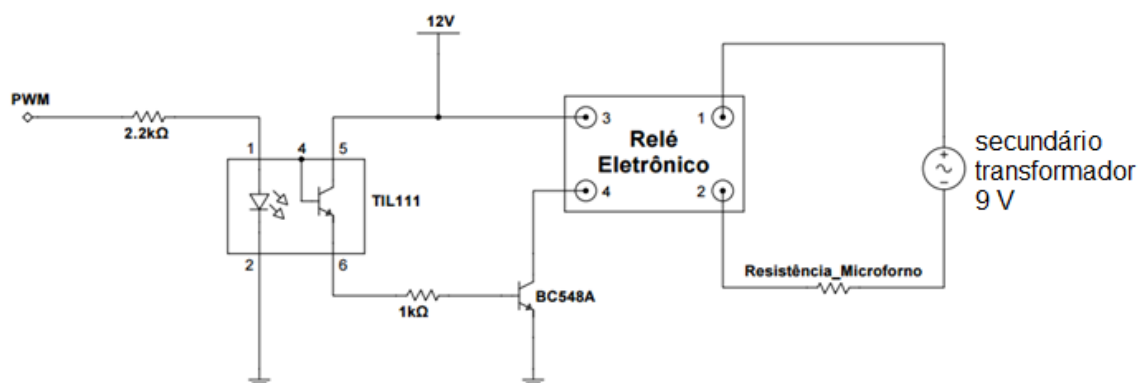 12V
PWM
2.2kΩ
1
4
5
TIL111
2
6
1kΩ
BC548A
3
1
Relé
Eletrônico
4
2
secundário
transformador
9 V
+
−
Resistência_Microforno